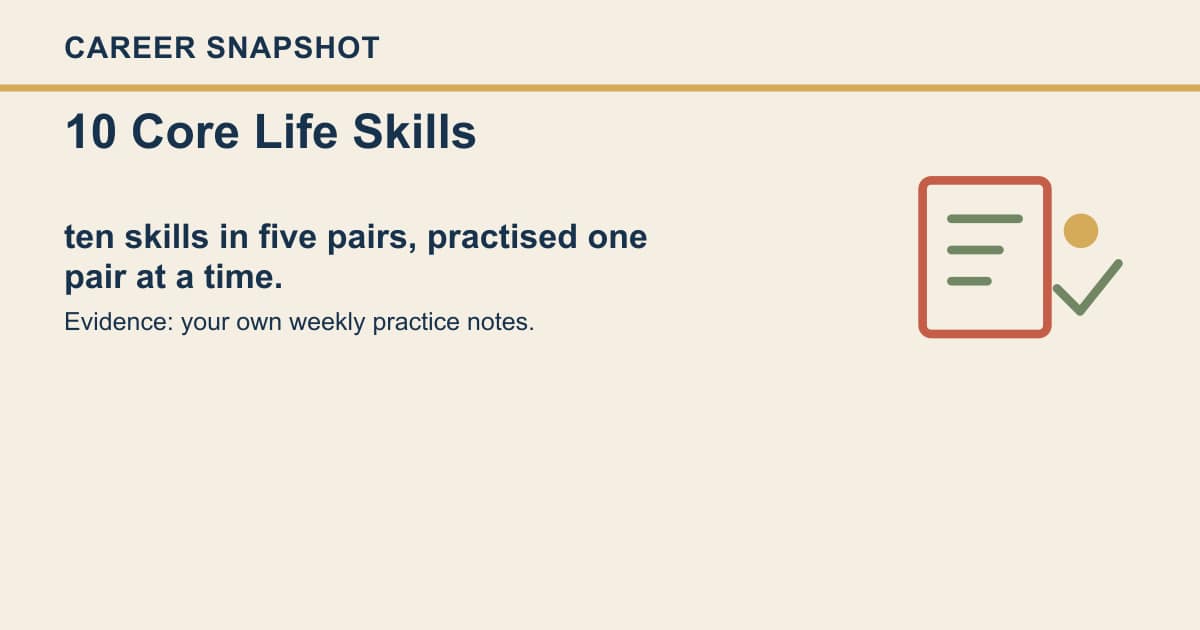 CAREER SNAPSHOT
10 Core Life Skills
ten skills in five pairs, practised one
pair at a time.
Evidence: your own weekly practice notes.